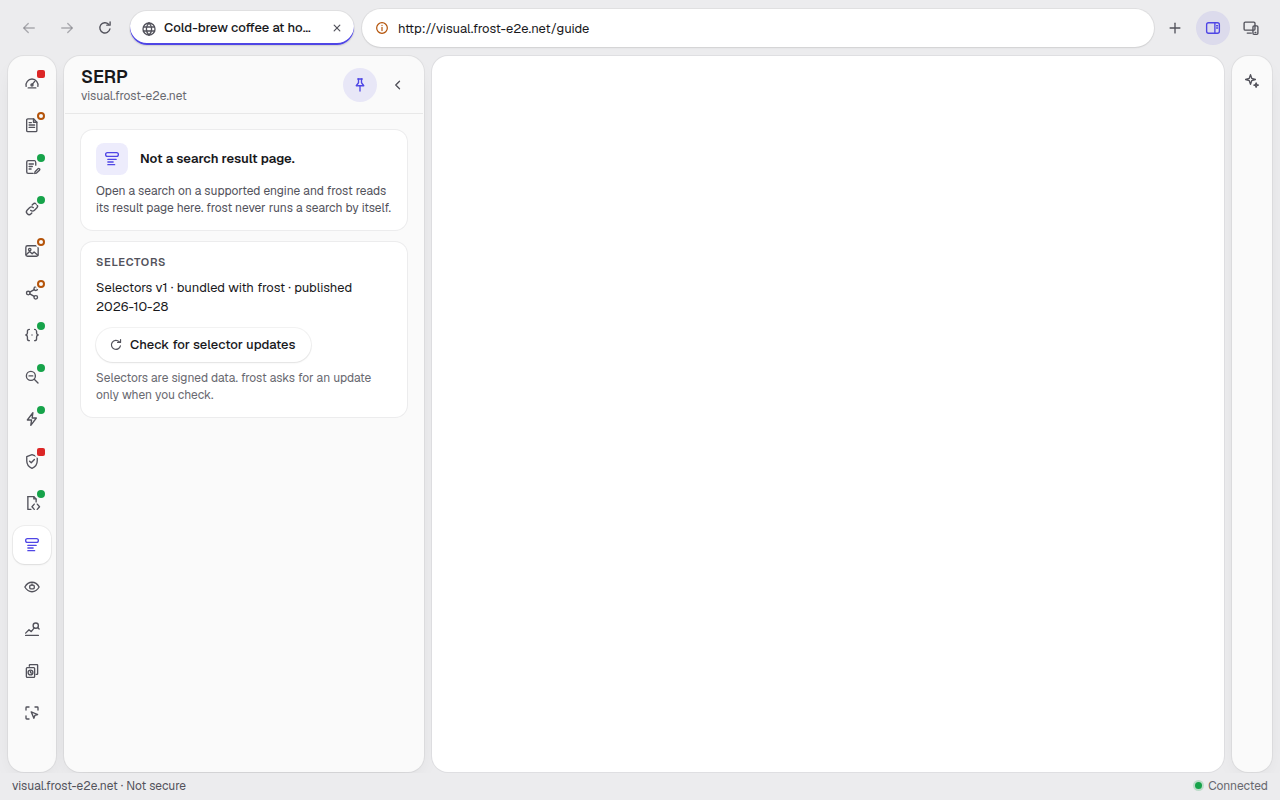 Cold-brew coffee at ho...
http://visual.frost-e2e.net/guide
SERP
visual.frost-e2e.net
Not a search result page.
Open a search on a supported engine and frost reads
its result page here. frost never runs a search by itself.
SELECTORS
Selectors v1 · bundled with frost · published
2026-10-28
Check for selector updates
Selectors are signed data. frost asks for an update
only when you check.
visual.frost-e2e.net · Not secure
Connected